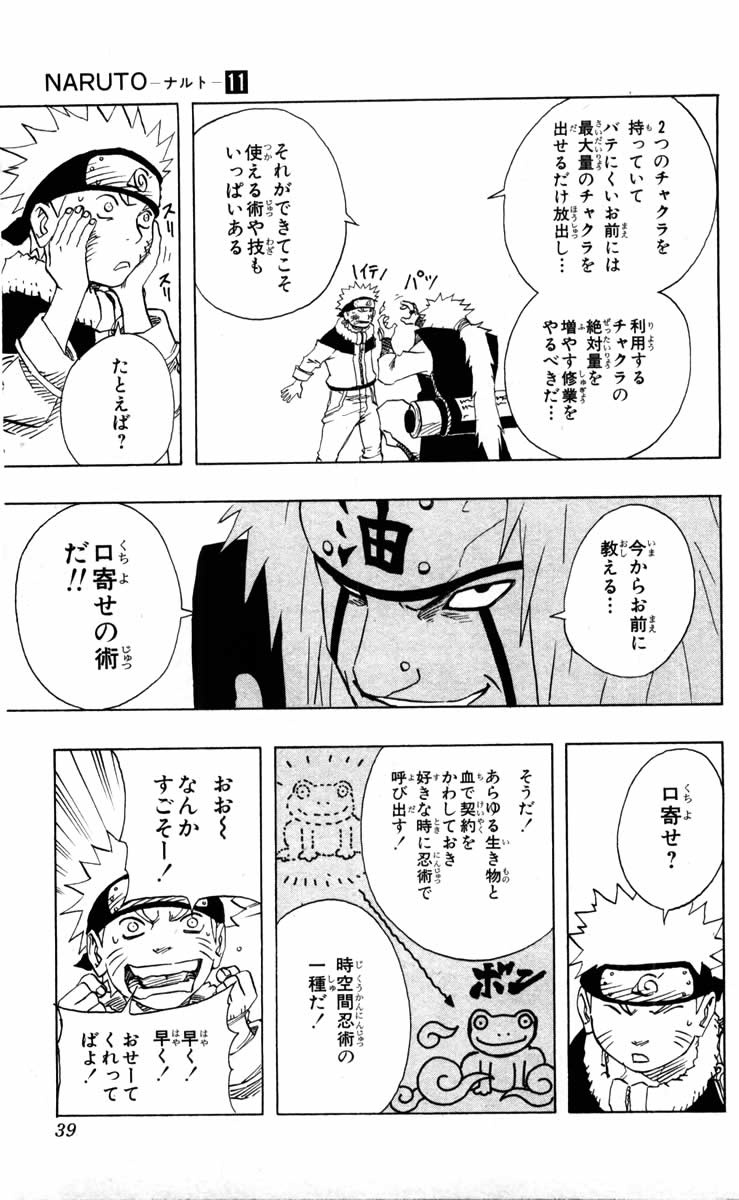 NARUTO—ナルト—11
2つのチャクラを
持っていて
バテにくいお前には
最大量のチャクラを
出せるだけ放出し…
利用する
チャクラの
絶対量を
増やす修業を
やるべきだ…
それができてこそ
使える術や技も
いっぱいある
パッ
ハイテ!
ズズ
ズズ
たとえば?
今からお前に
教える…
油
口寄せの術
だ!!
口寄せ?
そうだ!
あらゆる生き物と
血で契約を
かわしておき
好きな時に忍術で
呼び出す!
ボン
時空間忍術の
一種だ!
おお〜
なんか
すごそー!
早〜!
早〜!
おせーて
くれって
ばよ!
39